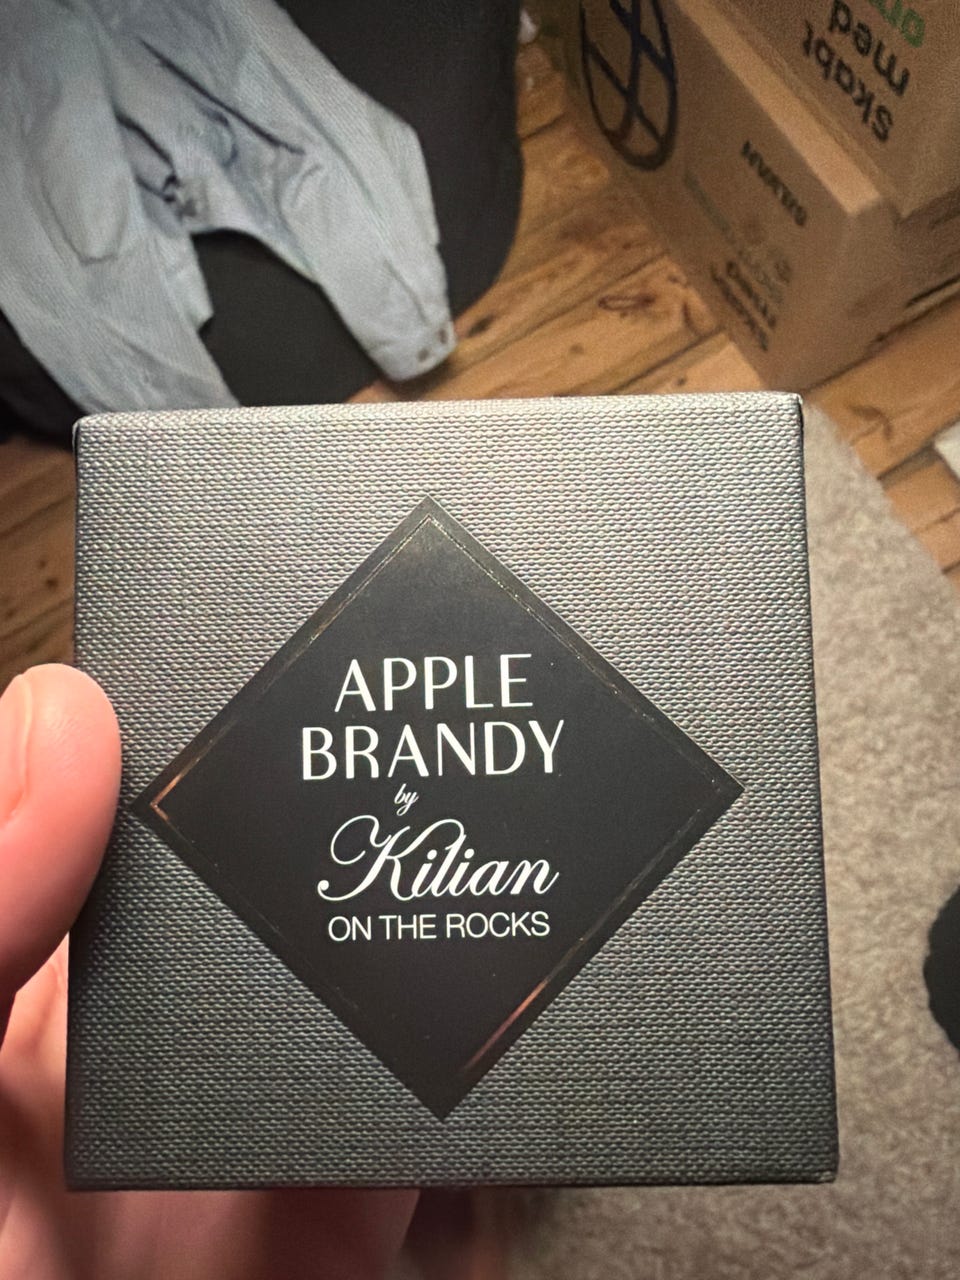 APPLE
BRANDY
by
Kilian
ON THE ROCKS
skabt
med